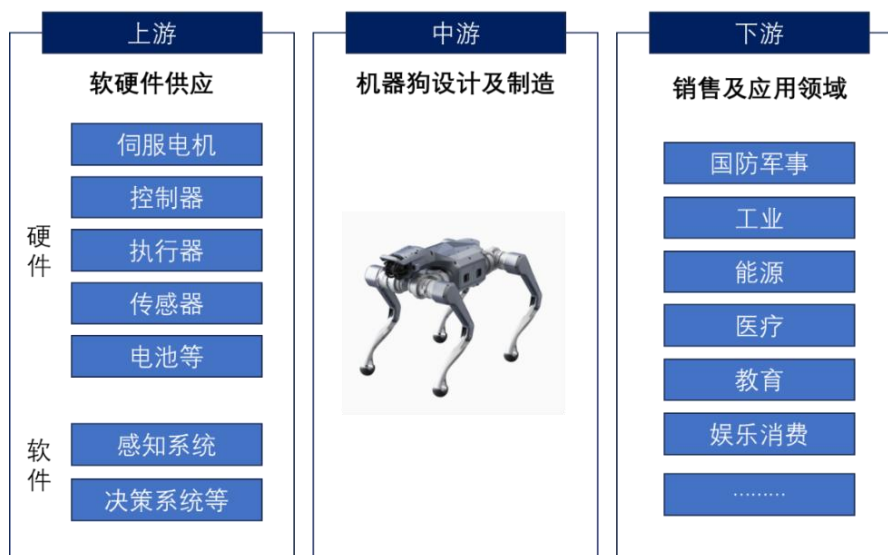 上游
软硬件供应
硬件
伺服电机
控制器
执行器
传感器
电池等
软件
感知系统
决策系统等
中游
机器狗设计及制造
下游
销售及应用领域
国防军事
工业
能源
医疗
教育
娱乐消费
………